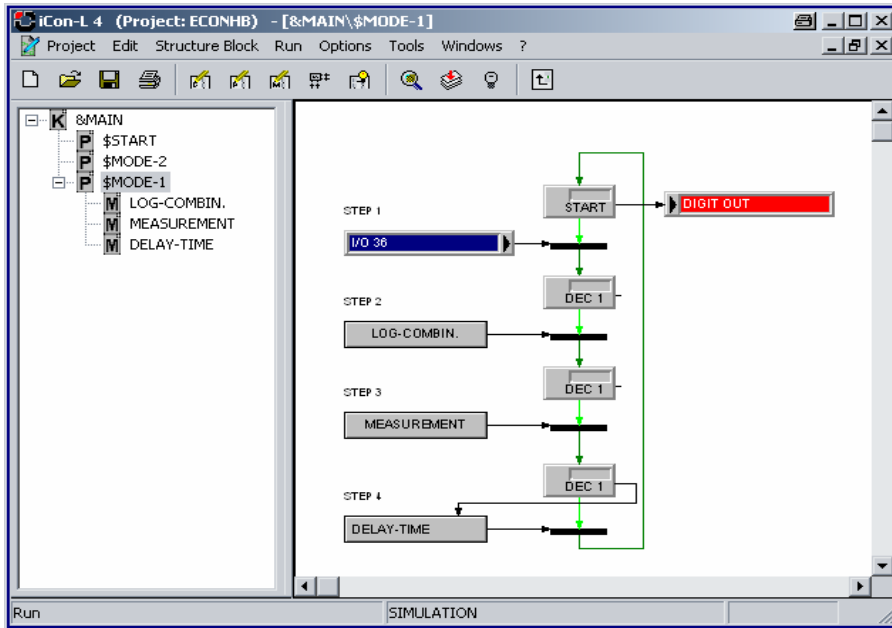 iCon-L 4 (Project: ECONHB) - [&MAIN\$MODE-1]
Project Edit Structure Block Run Options Tools Windows ?
K &MAIN
P $START
P $MODE-2
P $MODE-1
M LOG-COMBIN.
M MEASUREMENT
M DELAY-TIME
START
DIGIT OUT
STEP 1
I/O 36
DEC 1
STEP 2
LOG-COMBIN.
DEC 1
STEP 3
MEASUREMENT
DEC 1
STEP 4
DELAY-TIME
Run SIMULATION